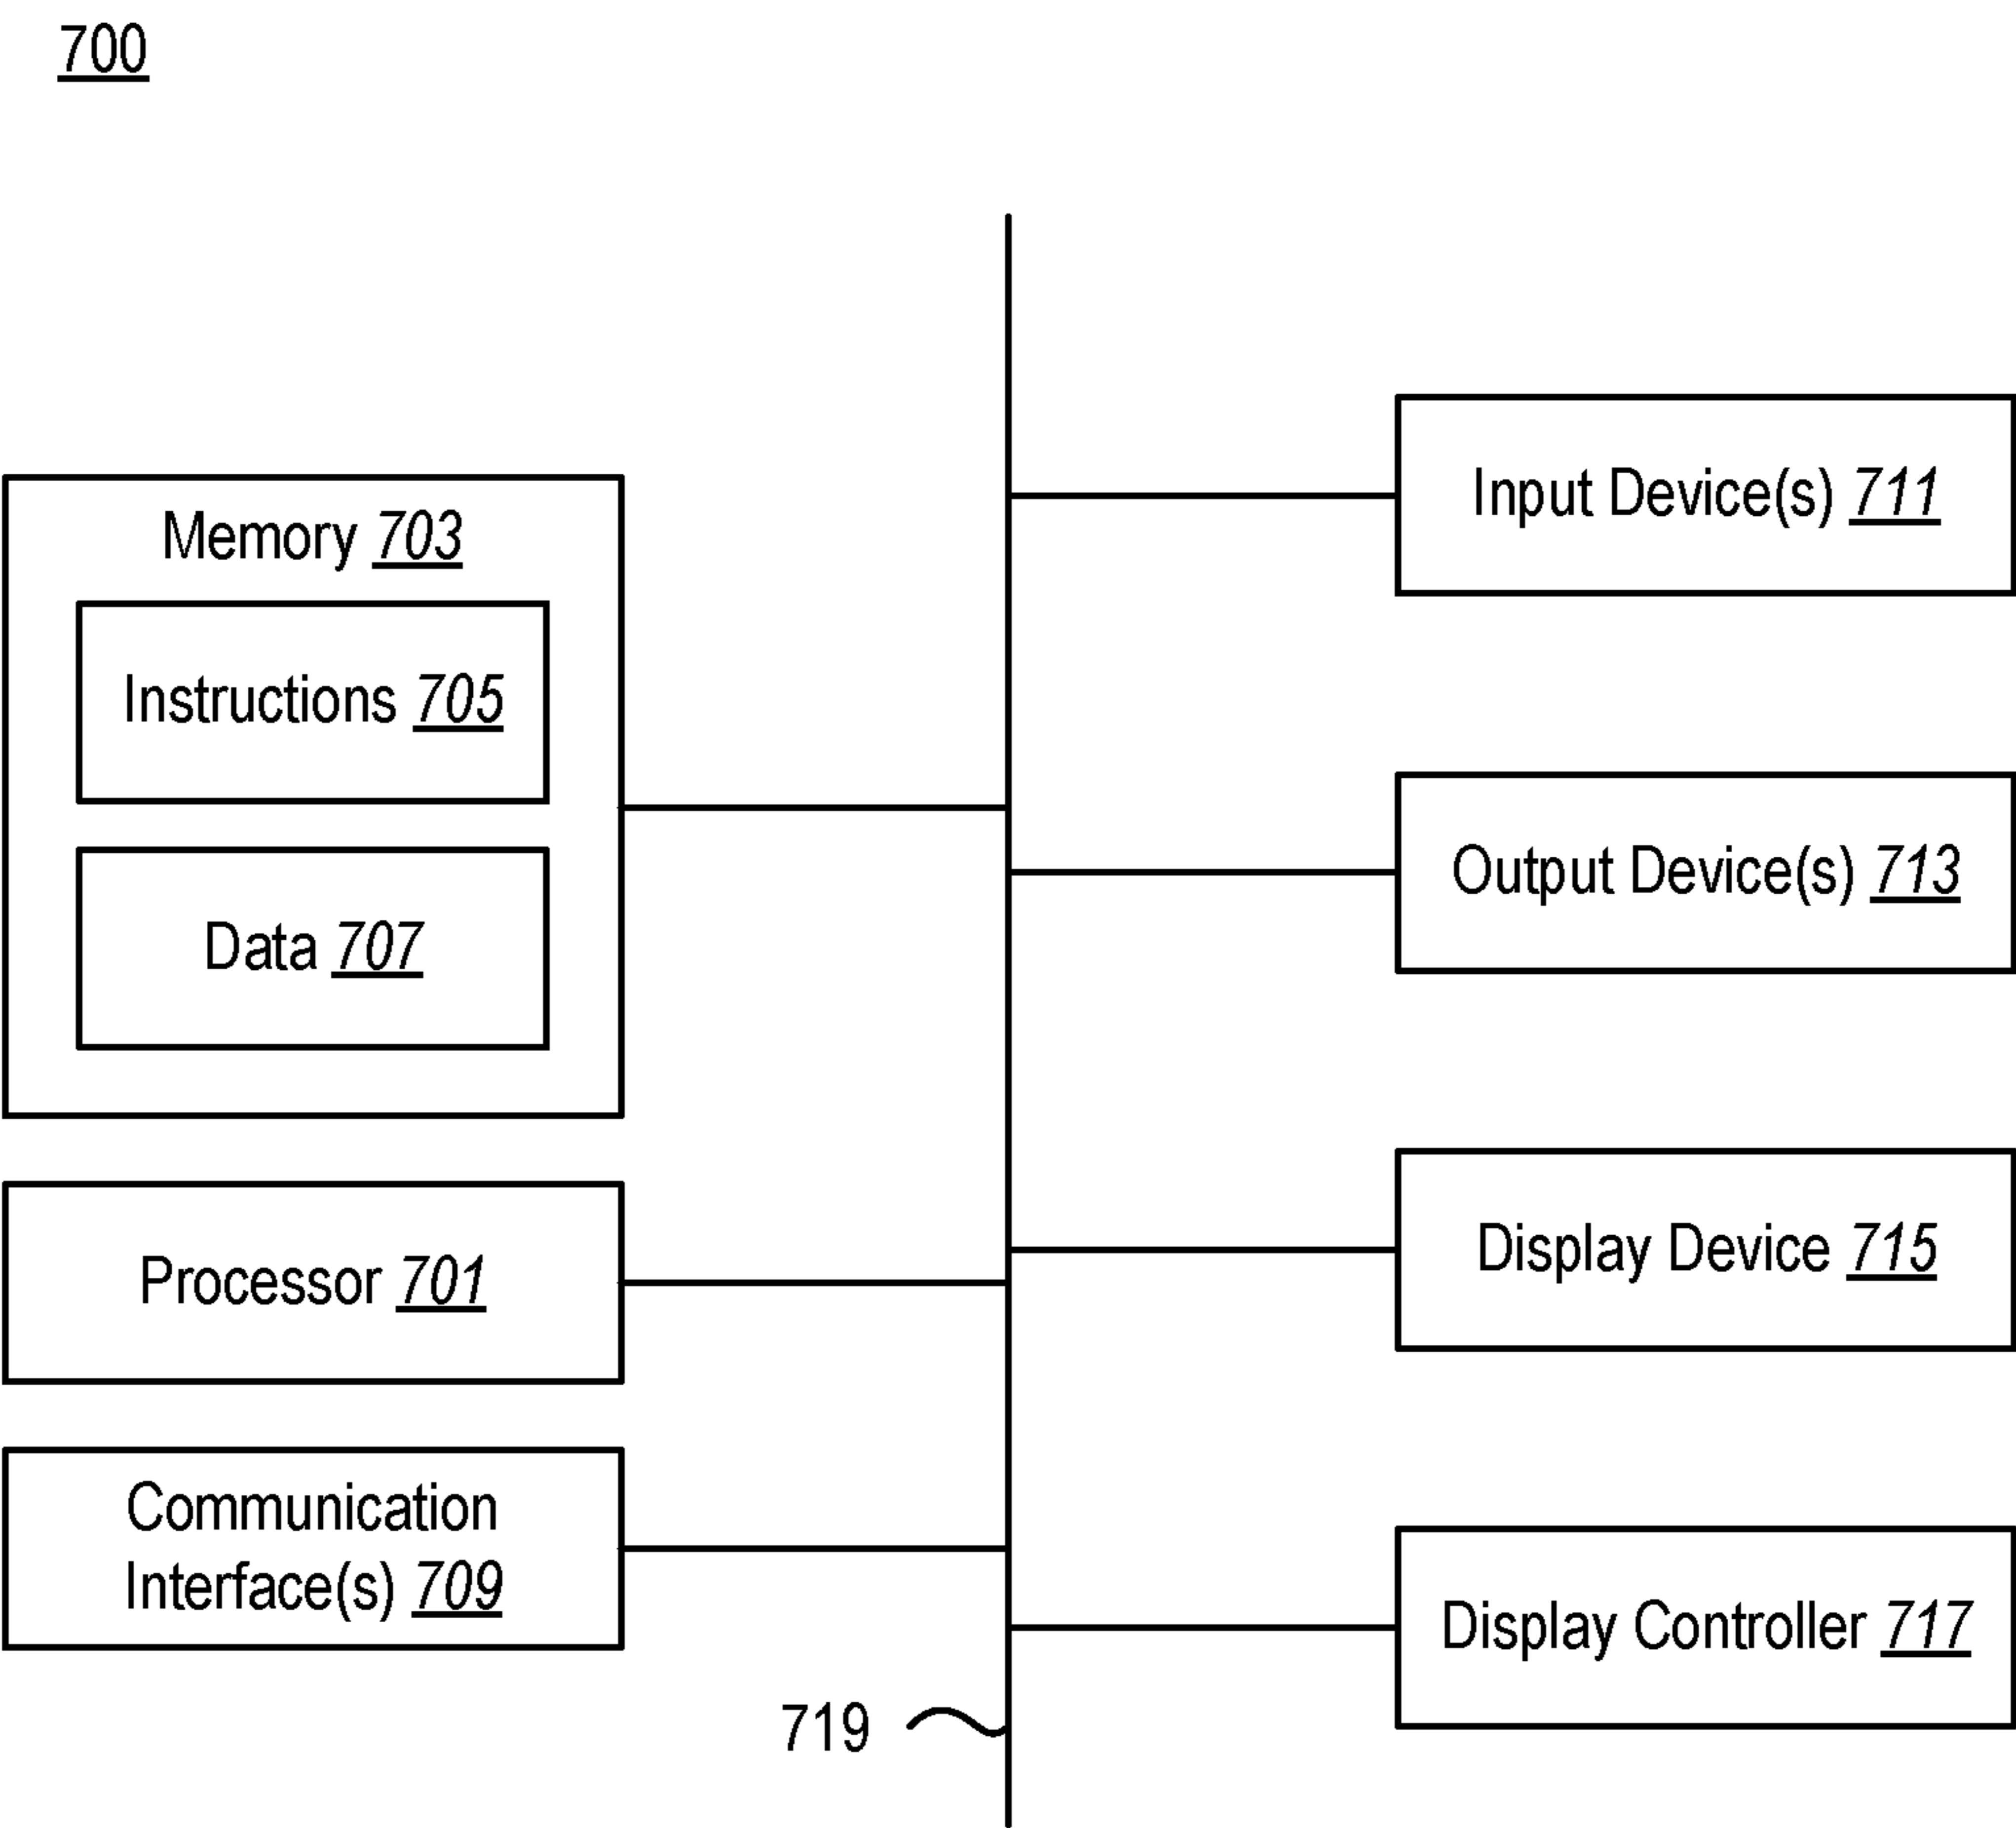 700
Memory 703
Instructions 705
Data 707
Processor 701
Communication
Interface(s) 709
Input Device(s) 711
Output Device(s) 713
Display Device 715
Display Controller 717
719